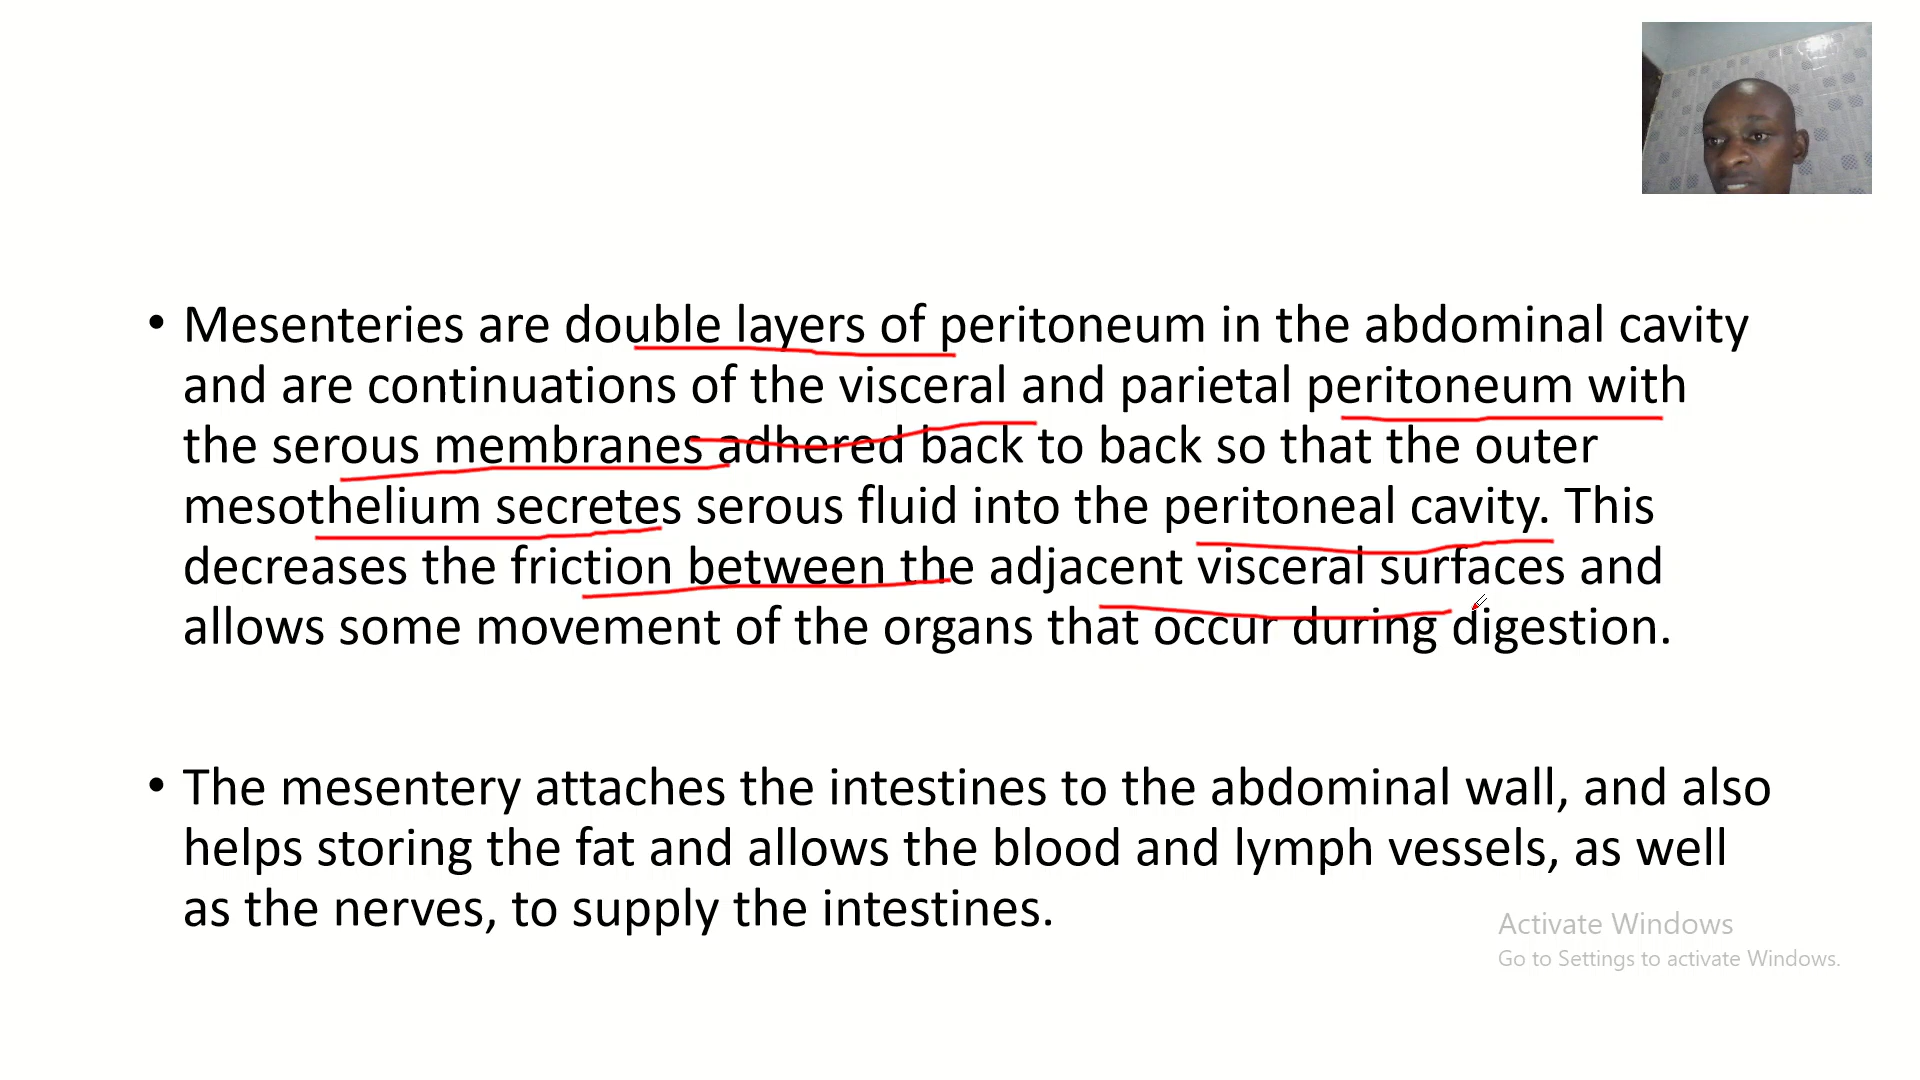 • Mesenteries are double layers of peritoneum in the abdominal cavity
and are continuations of the visceral and parietal peritoneum with
the serous membranes adhered back to back so that the outer
mesothelium secretes serous fluid into the peritoneal cavity. This
decreases the friction between the adjacent visceral surfaces and
allows some movement of the organs that occur during digestion.
• The mesentery attaches the intestines to the abdominal wall, and also
helps storing the fat and allows the blood and lymph vessels, as well
as the nerves, to supply the intestines.
Activate Windows
Go to Settings to activate Windows.